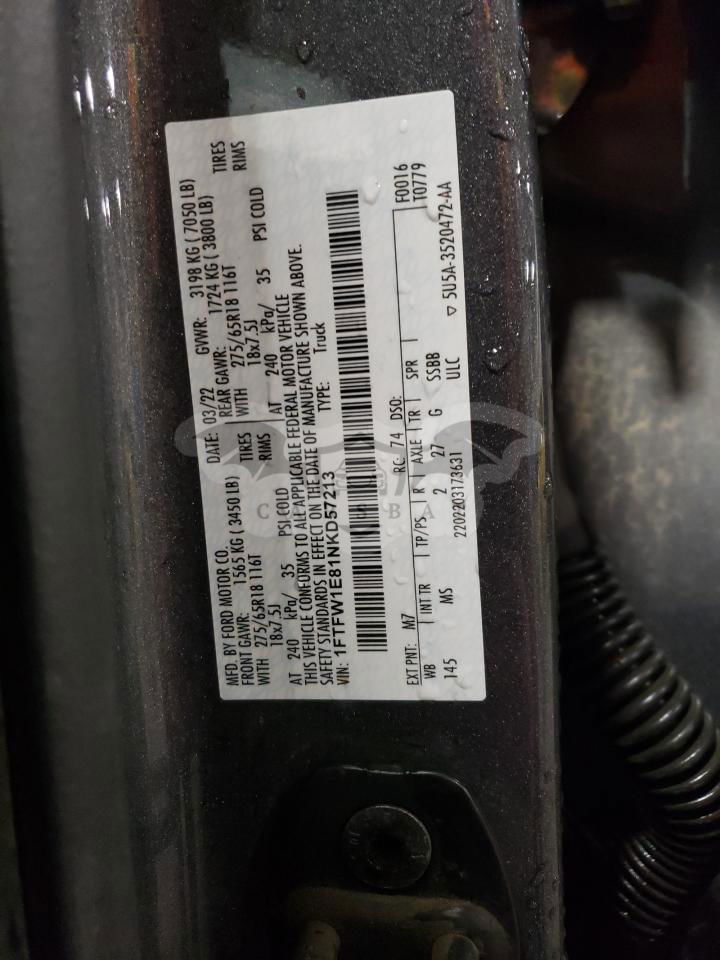 MFD. BY FORD MOTOR CO.
DATE: 03/22 GVWR: 3198 KG ( 7050 LB)
FRONT GAWR: 1565 KG ( 3450 LB) REAR GAWR: 1724 KG ( 3800 LB)
WITH 275/65R18 116T TIRES WITH 275/65R18 116T TIRES
18x7.5J RIMS 18x7.5J RIMS
AT 240 kPa/ 35 PSI COLD AT 240 kPa/ 35 PSI COLD
THIS VEHICLE CONFORMS TO ALL APPLICABLE FEDERAL MOTOR VEHICLE
SAFETY STANDARDS IN EFFECT ON THE DATE OF MANUFACTURE SHOWN ABOVE.
VIN: 1FTFW1E81NKD57213 TYPE: Truck
F0016
EXT PNT: M7 RC: 74 DSO: T0779
WB INT TR TP/PS R AXLE TR SPR
145 MS 2 27 G SSBB
2202203173631 ULC
▽ 5U5A-3520472-AA